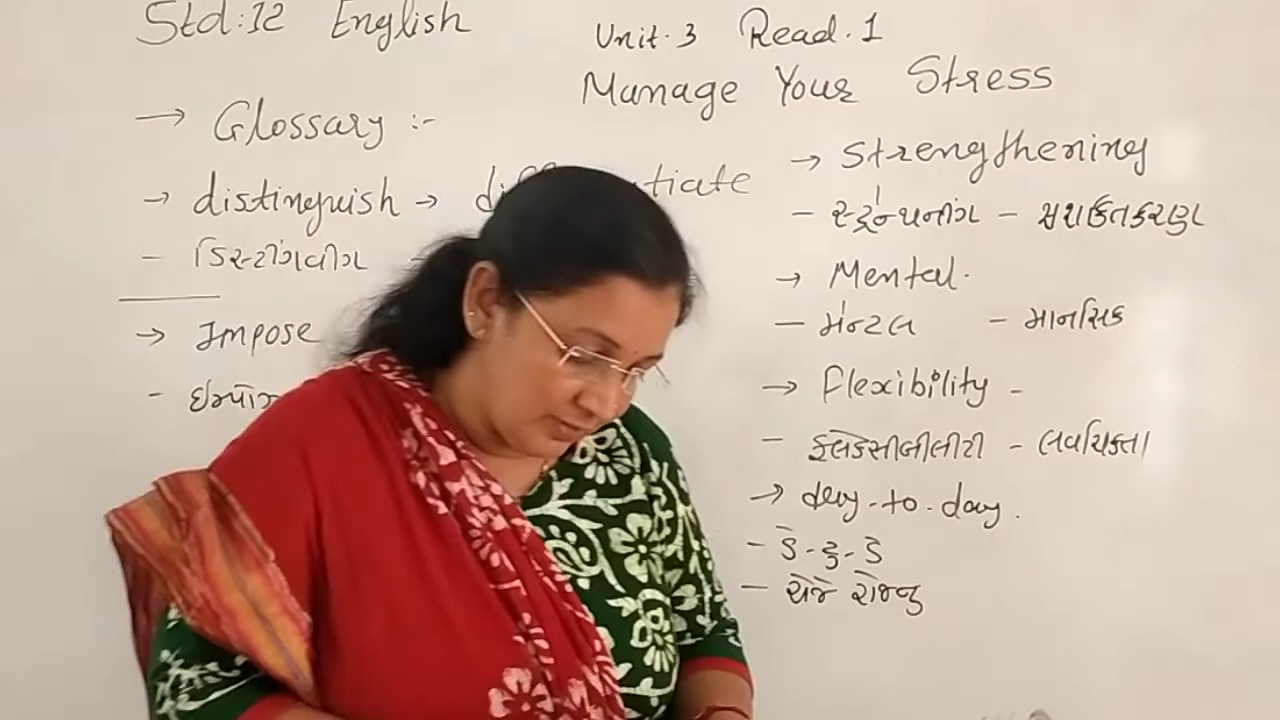 Std:12 English
Unit.3 Read.1
Manage Your Stress
→ Glossary :-
→ distinguish →
- ડિસ્ટીંગવીગ -
→ Impose
→ Strengthening
- સ્ટ્રેન્થનીંગ - સશક્તિકરણ
→ Mental.
- મેન્ટલ - માનસિક
→ flexibility -
- ફ્લેક્સીબીલીટી - લવચિકતા
→ day-to-day.
- ડે-ટુ-ડે
- રોજે રોજનુ